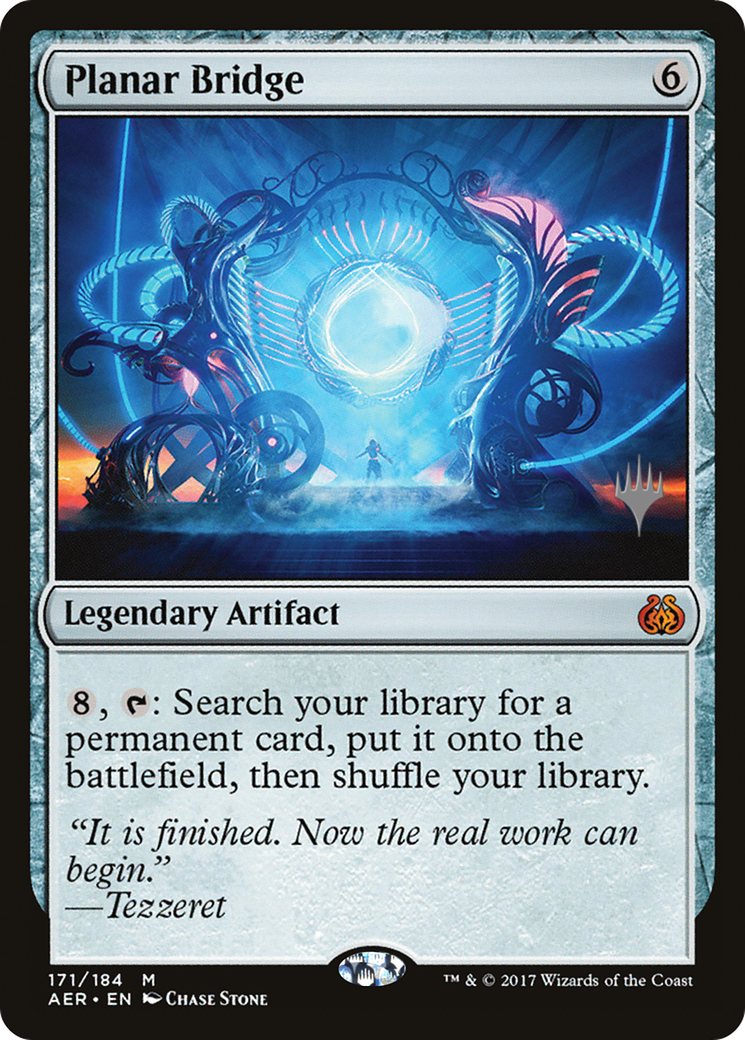 Planar Bridge 6
Legendary Artifact
8, : Search your library for a
permanent card, put it onto the
battlefield, then shuffle your library.
“It is finished. Now the real work can
begin.”
—Tezzeret
171/184 M
AER • EN Chase Stone
™ & © 2017 Wizards of the Coast